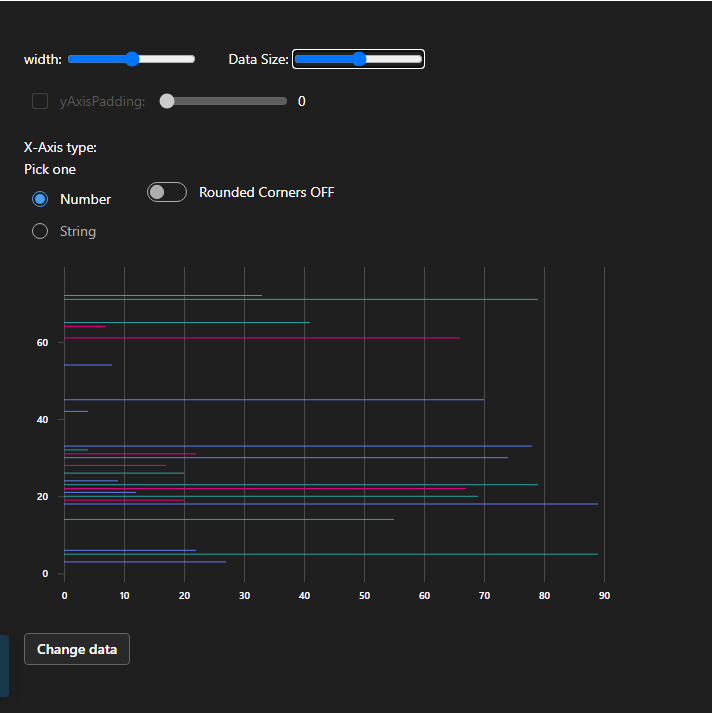 width: Data Size:
yAxisPadding: 0
X-Axis type:
Pick one
Number Rounded Corners OFF
String
60
40
20
0
0 10 20 30 40 50 60 70 80 90
Change data